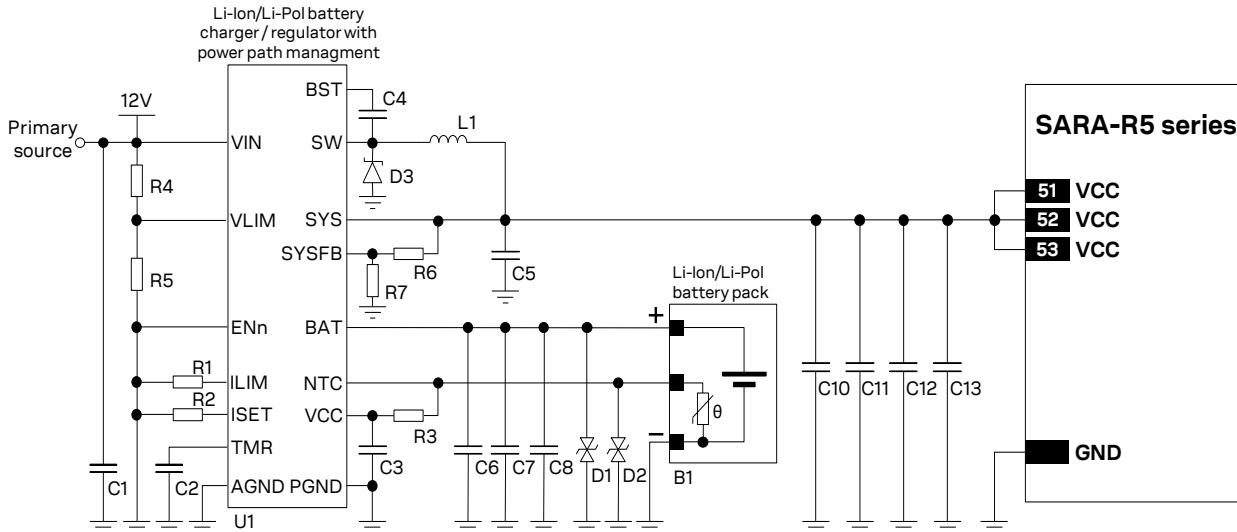 Li-Ion/Li-Pol battery
charger / regulator with
power path managment
12V
Primary
source
VIN
BST
C4
L1
SW
D3
R4
VLIM
SYS
SYSFB
R6
R7
C5
R5
ENn
BAT
R1
ILIM
NTC
R2
ISET
VCC
R3
TMR
C3
C1
C2
AGND
PGND
U1
C6
C7
C8
D1
D2
Li-Ion/Li-Pol
battery pack
+
θ
–
B1
C10
C11
C12
C13
SARA-R5 series
51 VCC
52 VCC
53 VCC
GND